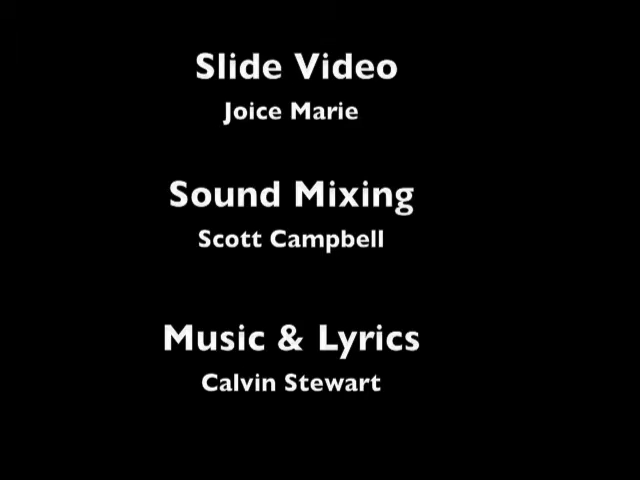 Slide Video
Joice Marie
Sound Mixing
Scott Campbell
Music & Lyrics
Calvin Stewart